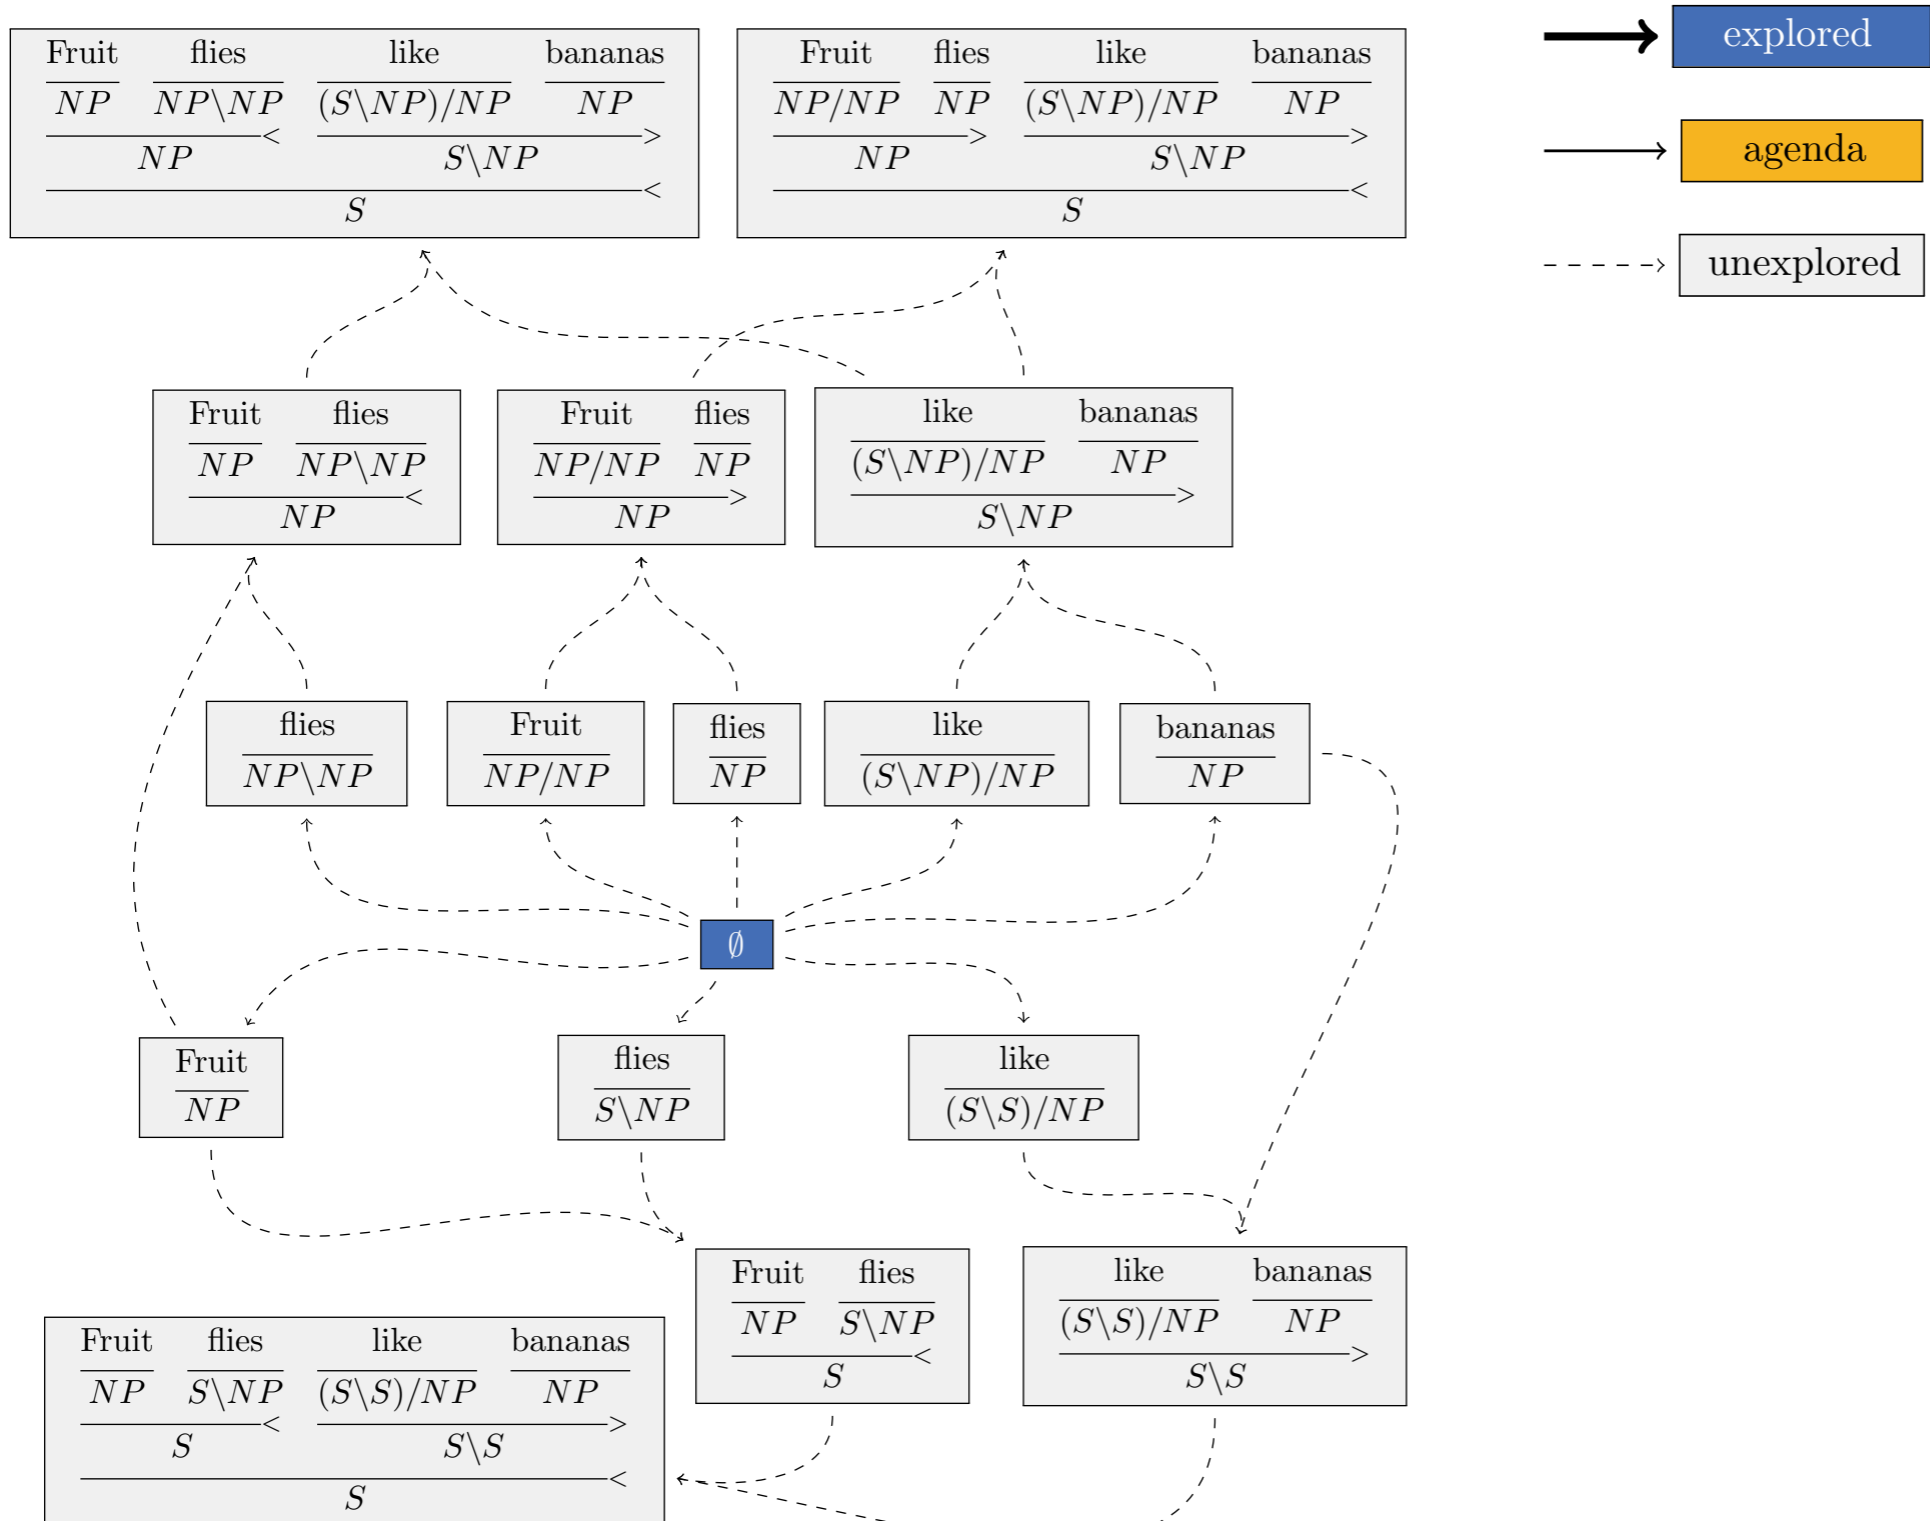 Fruit flies like bananas
NP NP\NP (S\NP)/NP bananas NP
< >
NP S\NP
<
S
Fruit flies like bananas
NP/NP NP (S\NP)/NP NP
> >
NP S\NP
<
S
explored
agenda
unexplored
Fruit flies
NP NP\NP
<
NP
Fruit flies
NP/NP NP
>
NP
like bananas
(S\NP)/NP NP
>
S\NP
flies
NP\NP
Fruit
NP/NP
flies
NP
like
(S\NP)/NP
bananas
NP
∅
Fruit
NP
flies
S\NP
like
(S\S)/NP
Fruit flies
NP S\NP
<
S
like bananas
(S\S)/NP NP
>
S\S
Fruit flies like bananas
NP S\NP (S\S)/NP NP
< >
S S\S
<
S